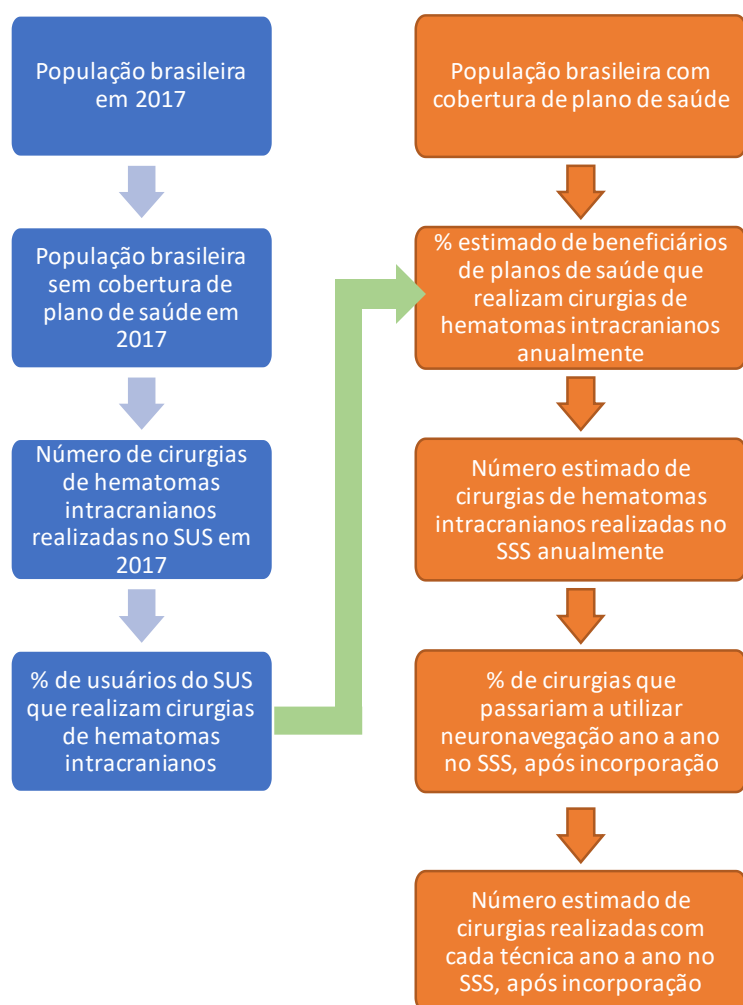 População brasileira
em 2017
População brasileira
sem cobertura de
plano de saúde em
2017
Número de cirurgias
de hematomas
intracranianos
realizadas no SUS em
2017
% de usuários do SUS
que realizam cirurgias
de hematomas
intracranianos
População brasileira com
cobertura de plano de saúde
% estimado de beneficiários
de planos de saúde que
realizam cirurgias de
hematomas intracranianos
anualmente
Número estimado de
cirurgias de hematomas
intracranianos realizadas no
SSS anualmente
% de cirurgias que
passariam a utilizar
neuronavegação ano a ano
no SSS, após incorporação
Número estimado de
cirurgias realizadas com
cada técnica ano a ano no
SSS, após incorporação